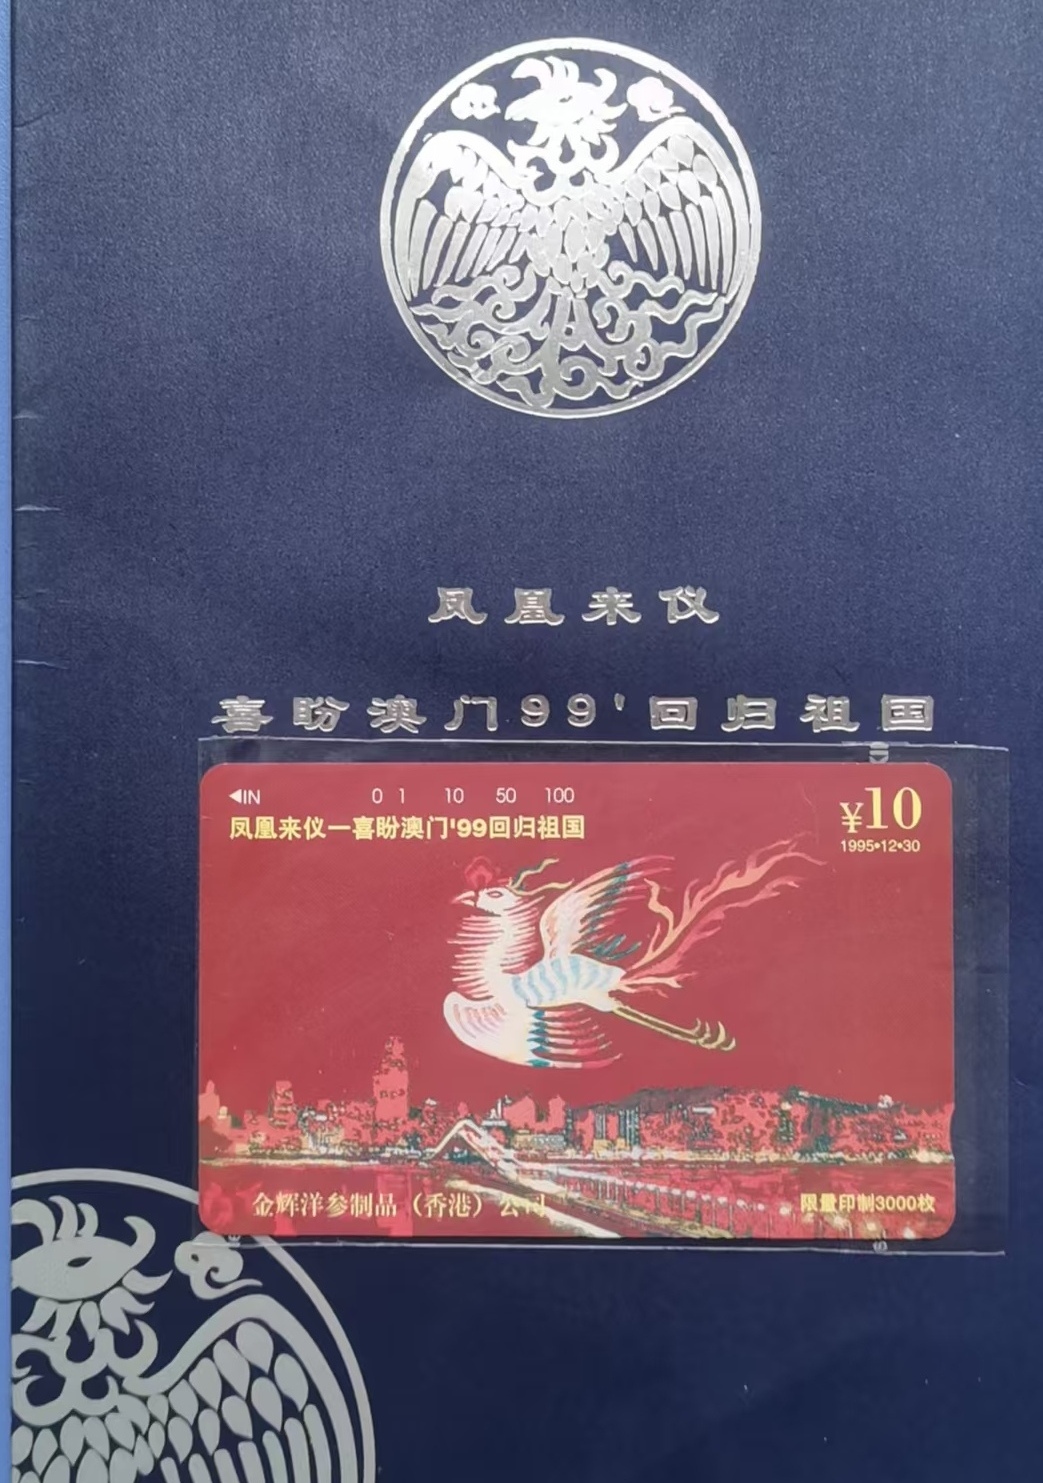 凤凰来仪
喜盼澳门99'回归祖国
◀IN 0 1 10 50 100
¥10
凤凰来仪一喜盼澳门'99回归祖国
1995•12•30
金辉洋参制品（香港）公司
限量印制3000枚